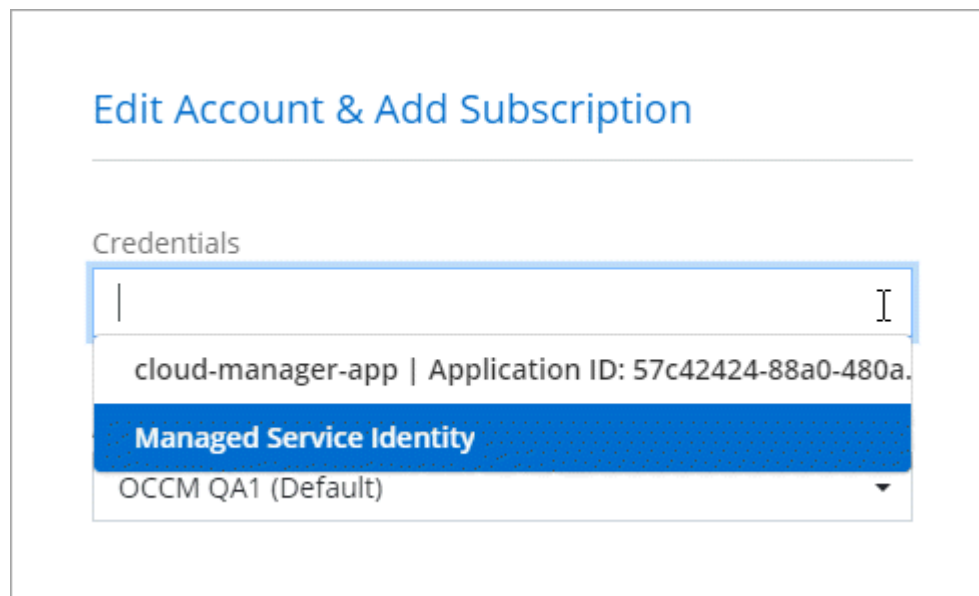 Edit Account & Add Subscription
Credentials
cloud-manager-app | Application ID: 57c42424-88a0-480a.
Managed Service Identity
OCCM QA1 (Default)